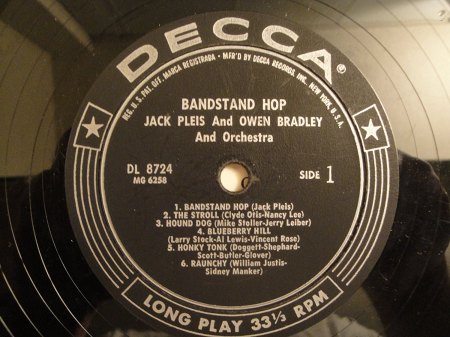 DECCA®
REG. U.S. PAT. OFF. MARCA REGISTRADA • MF'D BY DECCA RECORDS INC., NEW YORK, U.S.A.
BANDSTAND HOP
JACK PLEIS And OWEN BRADLEY
And Orchestra
DL 8724
MG 6258
SIDE 1
1. BANDSTAND HOP (Jack Pleis)
2. THE STROLL (Clyde Otis-Nancy Lee)
3. HOUND DOG (Mike Stoller-Jerry Leiber)
4. BLUEBERRY HILL
(Larry Stock-Al Lewis-Vincent Rose)
5. HONKY TONK (Doggett-Shephard-
Scott-Butler-Glover)
6. RAUNCHY (William Justis-
Sidney Manker)
LONG PLAY 33⅓ RPM